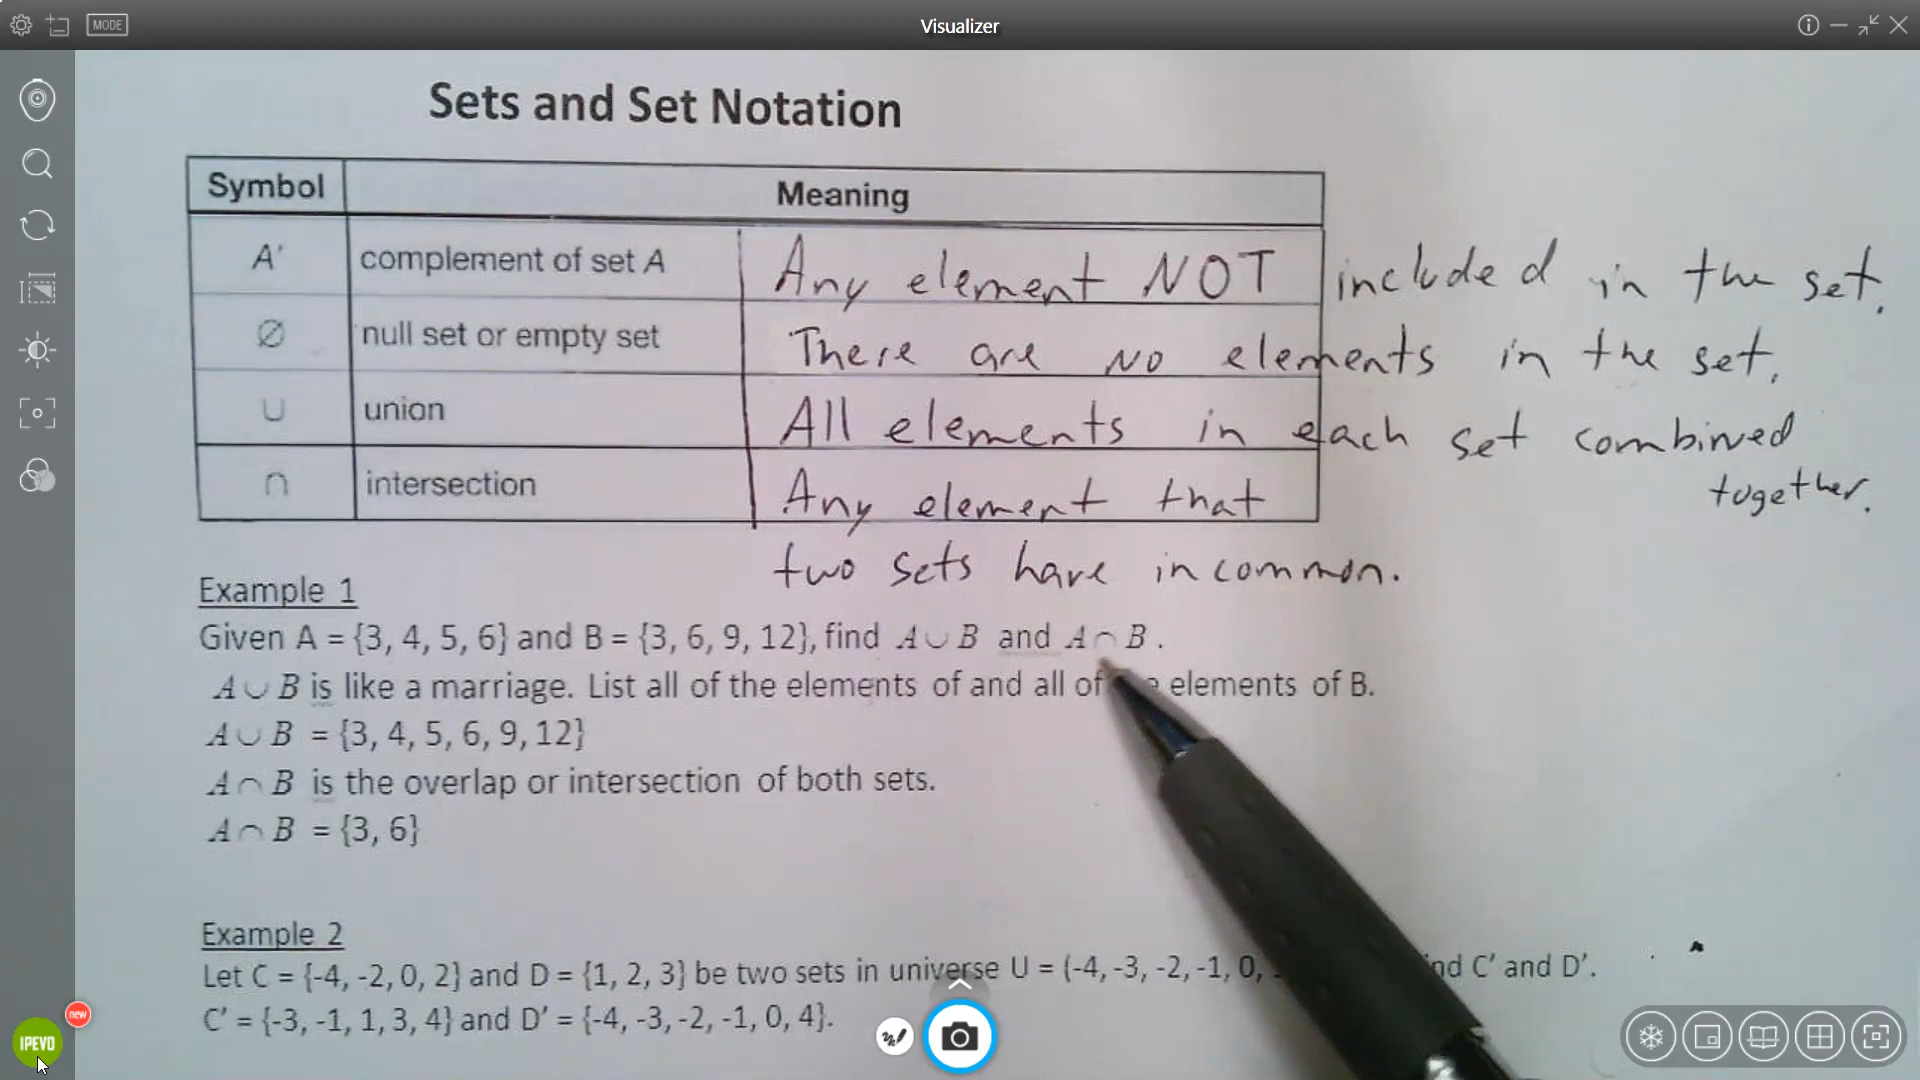 MODE
Visualizer
Sets and Set Notation
Symbol Meaning
A' complement of set A Any element NOT included in the set.
∅ null set or empty set There are no elements in the set.
∪ union All elements in each set combined
together.
∩ intersection Any element that
two sets have in common.
Example 1
Given A = {3, 4, 5, 6} and B = {3, 6, 9, 12}, find A ∪ B and A ∩ B .
A ∪ B is like a marriage. List all of the elements of and all of elements of B.
A ∪ B = {3, 4, 5, 6, 9, 12}
A ∩ B is the overlap or intersection of both sets.
A ∩ B = {3, 6}
Example 2
Let C = {-4, -2, 0, 2} and D = {1, 2, 3} be two sets in universe U = (-4, -3, -2, -1, 0, C' and D'.
C' = {-3, -1, 1, 3, 4} and D' = {-4, -3, -2, -1, 0, 4}.
new
IPEVO